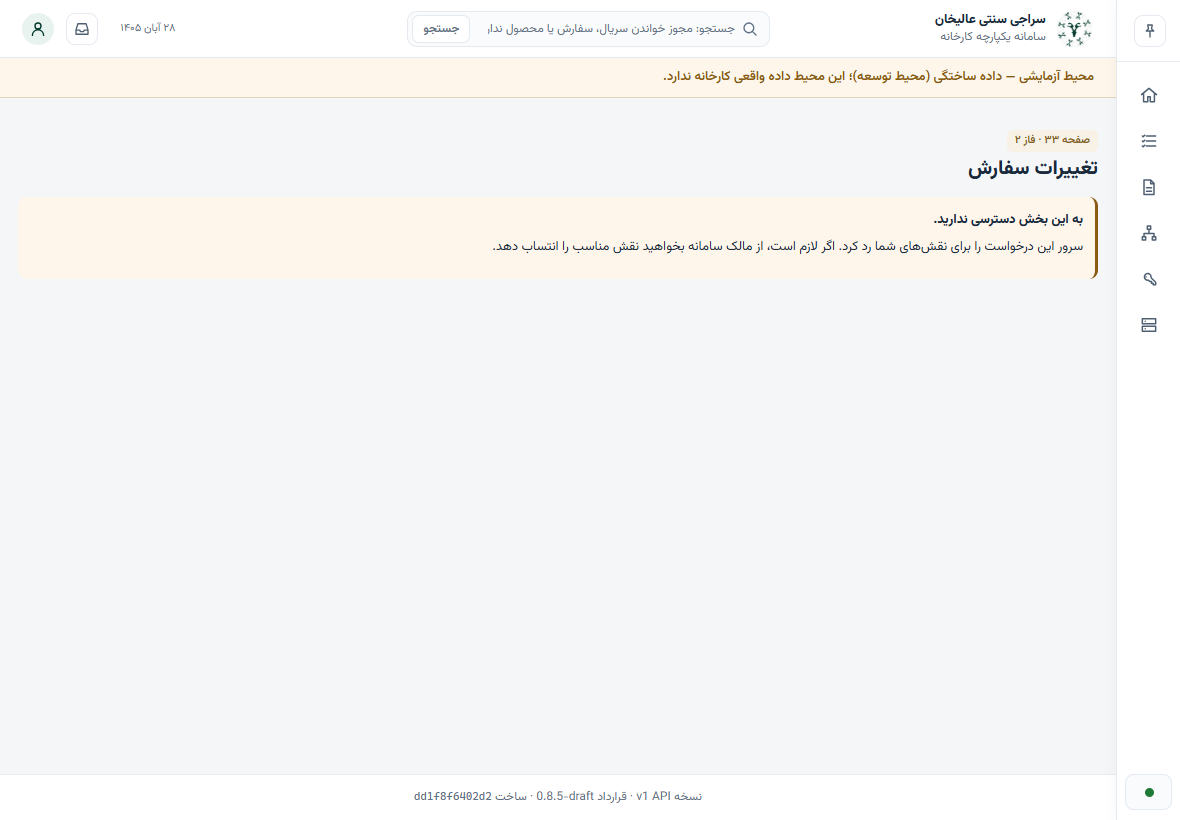 سراجی سنتی عالیخان
سامانه یکپارچه کارخانه
جستجو: مجوز خواندن سریال، سفارش یا محصول ندار
جستجو
۲۸ آبان ۱۴۰۵
محیط آزمایشی — داده ساختگی (محیط توسعه)؛ این محیط داده واقعی کارخانه ندارد.
صفحه ۳۳ · فاز ۲
تغییرات سفارش
به این بخش دسترسی ندارید.
سرور این درخواست را برای نقش‌های شما رد کرد. اگر لازم است، از مالک سامانه بخواهید نقش مناسب را انتساب دهد.
نسخه v1 API · قرارداد 0.8.5-draft · ساخت dd1f8f6402d2